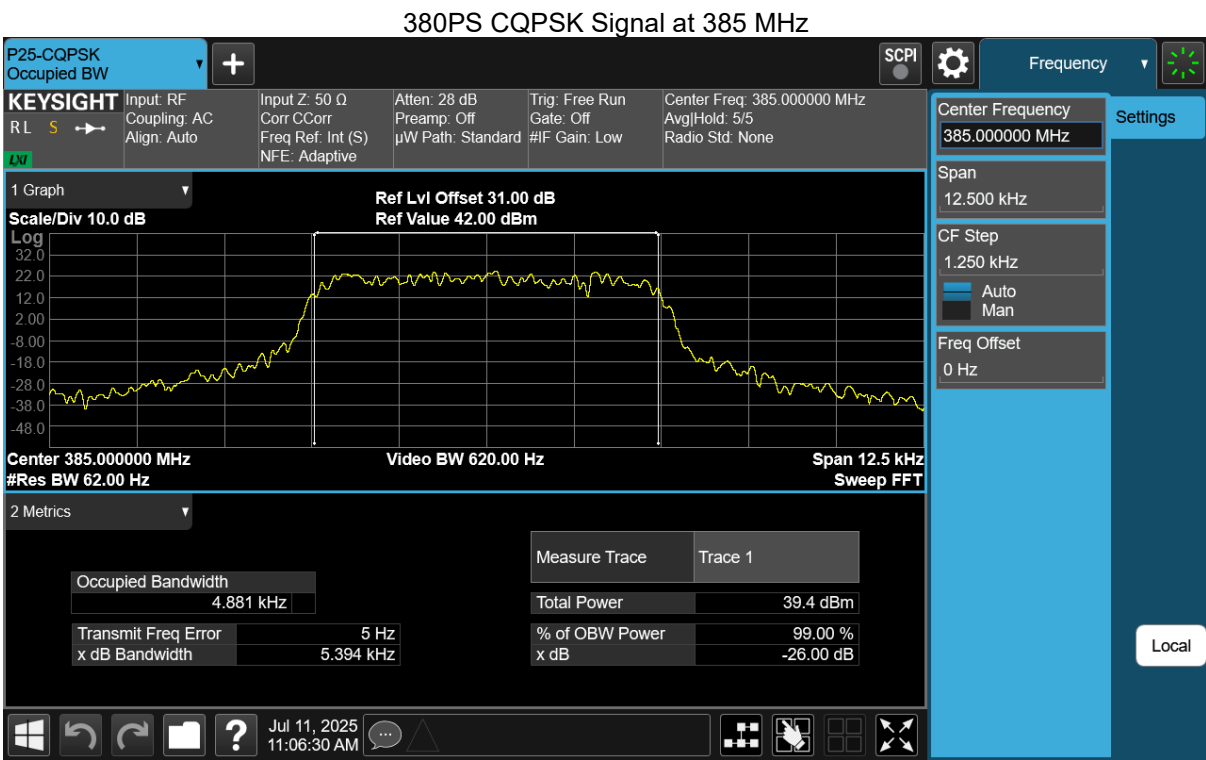 380PS CQPSK Signal at 385 MHz
P25-CQPSK
Occupied BW
SCPI
Frequency
KEYSIGHT
R L S
LXI
Input: RF
Coupling: AC
Align: Auto
Input Z: 50 Ω
Corr CCorr
Freq Ref: Int (S)
NFE: Adaptive
Atten: 28 dB
Preamp: Off
µW Path: Standard
Trig: Free Run
Gate: Off
#IF Gain: Low
Center Freq: 385.000000 MHz
Avg|Hold: 5/5
Radio Std: None
Center Frequency
385.000000 MHz
Settings
Span
12.500 kHz
CF Step
1.250 kHz
Auto
Man
Freq Offset
0 Hz
1 Graph
Scale/Div 10.0 dB
Ref Lvl Offset 31.00 dB
Ref Value 42.00 dBm
Log
32.0
22.0
12.0
2.00
-8.00
-18.0
-28.0
-38.0
-48.0
Center 385.000000 MHz
Video BW 620.00 Hz
Span 12.5 kHz
#Res BW 62.00 Hz
Sweep FFT
2 Metrics
Measure Trace Trace 1
Occupied Bandwidth
4.881 kHz
Total Power 39.4 dBm
Transmit Freq Error 5 Hz
% of OBW Power 99.00 %
x dB Bandwidth 5.394 kHz
x dB -26.00 dB
Local
?
Jul 11, 2025
11:06:30 AM